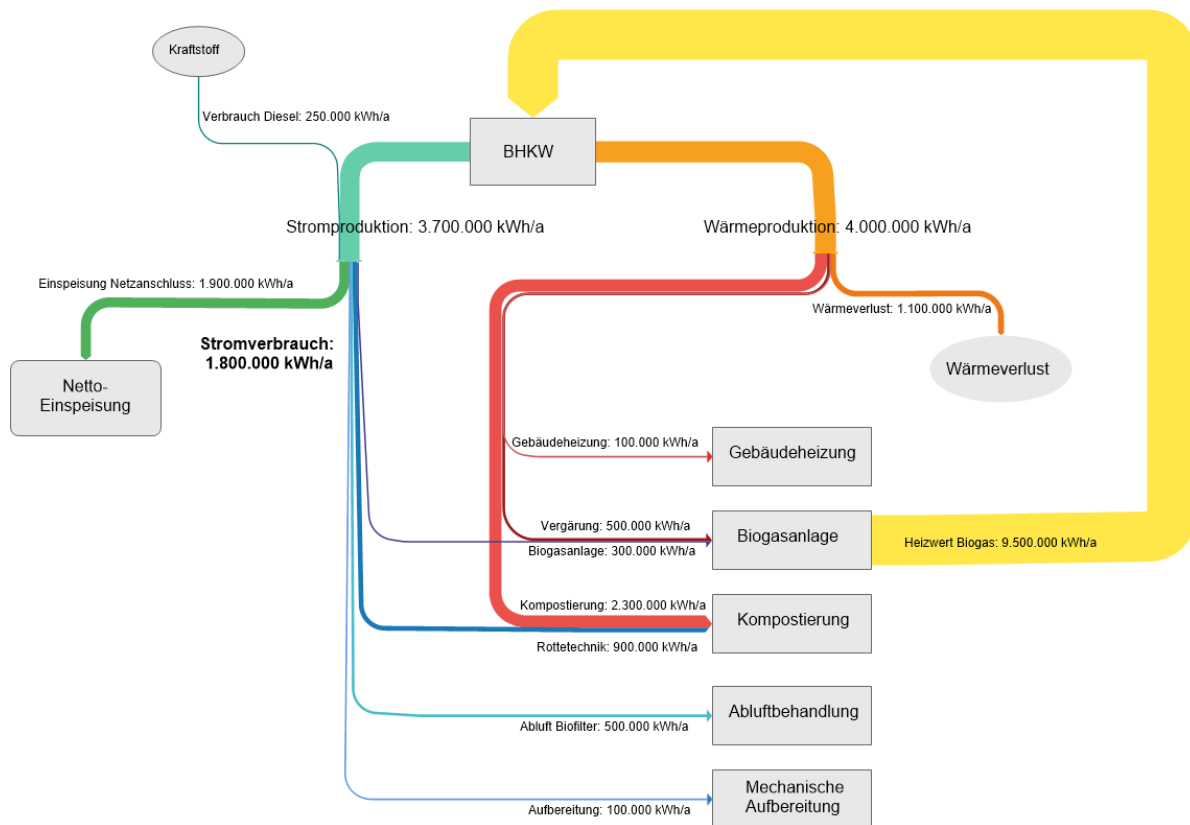 Kraftstoff
Verbrauch Diesel: 250.000 kWh/a
BHKW
Stromproduktion: 3.700.000 kWh/a
Wärmeproduktion: 4.000.000 kWh/a
Einspeisung Netzanschluss: 1.900.000 kWh/a
Wärmeverlust: 1.100.000 kWh/a
Stromverbrauch:
1.800.000 kWh/a
Wärmeverlust
Netto-
Einspeisung
Gebäudeheizung: 100.000 kWh/a
Gebäudeheizung
Vergärung: 500.000 kWh/a
Biogasanlage: 300.000 kWh/a
Biogasanlage
Heizwert Biogas: 9.500.000 kWh/a
Kompostierung: 2.300.000 kWh/a
Kompostierung
Rottetechnik: 900.000 kWh/a
Abluftbehandlung
Abluft Biofilter: 500.000 kWh/a
Mechanische
Aufbereitung
Aufbereitung: 100.000 kWh/a